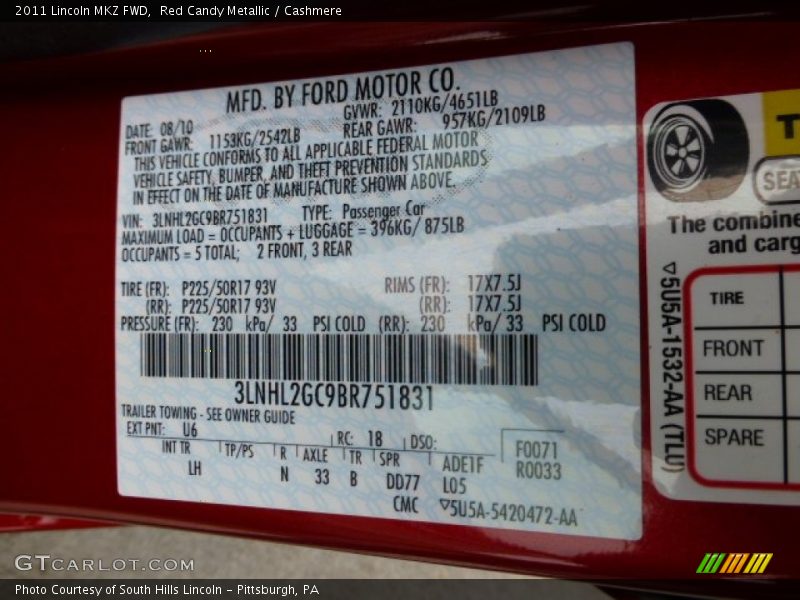 2011 Lincoln MKZ FWD,  Red Candy Metallic / Cashmere
MFD. BY FORD MOTOR CO.
DATE: 08/10 GVWR: 2110KG/4651LB
FRONT GAWR: 1153KG/2542LB REAR GAWR: 957KG/2109LB
THIS VEHICLE CONFORMS TO ALL APPLICABLE FEDERAL MOTOR
VEHICLE SAFETY, BUMPER, AND THEFT PREVENTION STANDARDS
IN EFFECT ON THE DATE OF MANUFACTURE SHOWN ABOVE.
VIN: 3LNHL2GC9BR751831 TYPE: Passenger Car
MAXIMUM LOAD = OCCUPANTS + LUGGAGE = 396KG/ 875LB
OCCUPANTS = 5 TOTAL; 2 FRONT, 3 REAR
TIRE (FR): P225/50R17 93V RIMS (FR): 17X7.5J
(RR): P225/50R17 93V (RR): 17X7.5J
PRESSURE (FR): 230 kPa/ 33 PSI COLD (RR): 230 kPa/ 33 PSI COLD
3LNHL2GC9BR751831
TRAILER TOWING - SEE OWNER GUIDE
EXT PNT: U6 RC: 18 DSO: F0071
INT TR TP/PS R AXLE TR SPR ADE1F R0033
LH N 33 B DD77 L05
CMC ▽5U5A-5420472-AA
T
SEA
The combine
and carg
▽5U5A-1532-AA (TLU)
TIRE
FRONT
REAR
SPARE
GTCARLOT.COM
Photo Courtesy of South Hills Lincoln - Pittsburgh, PA